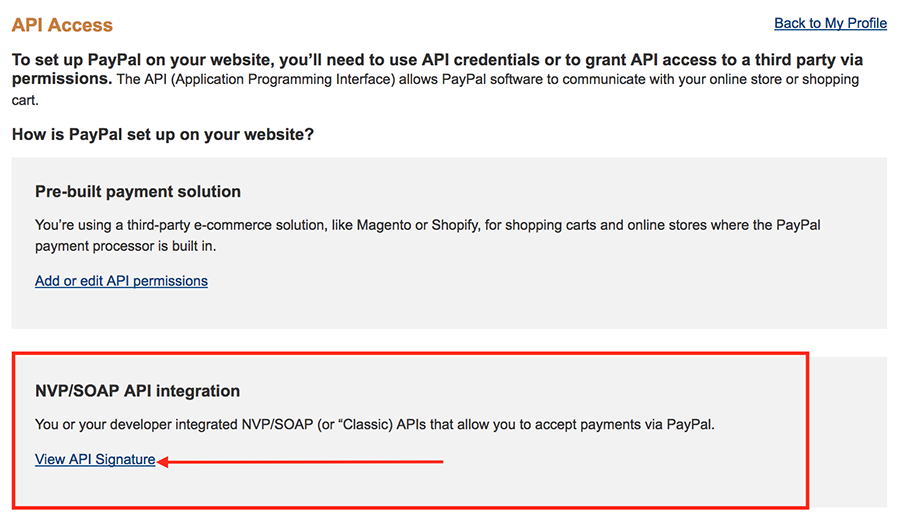 API Access
Back to My Profile
To set up PayPal on your website, you’ll need to use API credentials or to grant API access to a third party via
permissions. The API (Application Programming Interface) allows PayPal software to communicate with your online store or shopping
cart.
How is PayPal set up on your website?
Pre-built payment solution
You’re using a third-party e-commerce solution, like Magento or Shopify, for shopping carts and online stores where the PayPal
payment processor is built in.
Add or edit API permissions
NVP/SOAP API integration
You or your developer integrated NVP/SOAP (or “Classic) APIs that allow you to accept payments via PayPal.
View API Signature